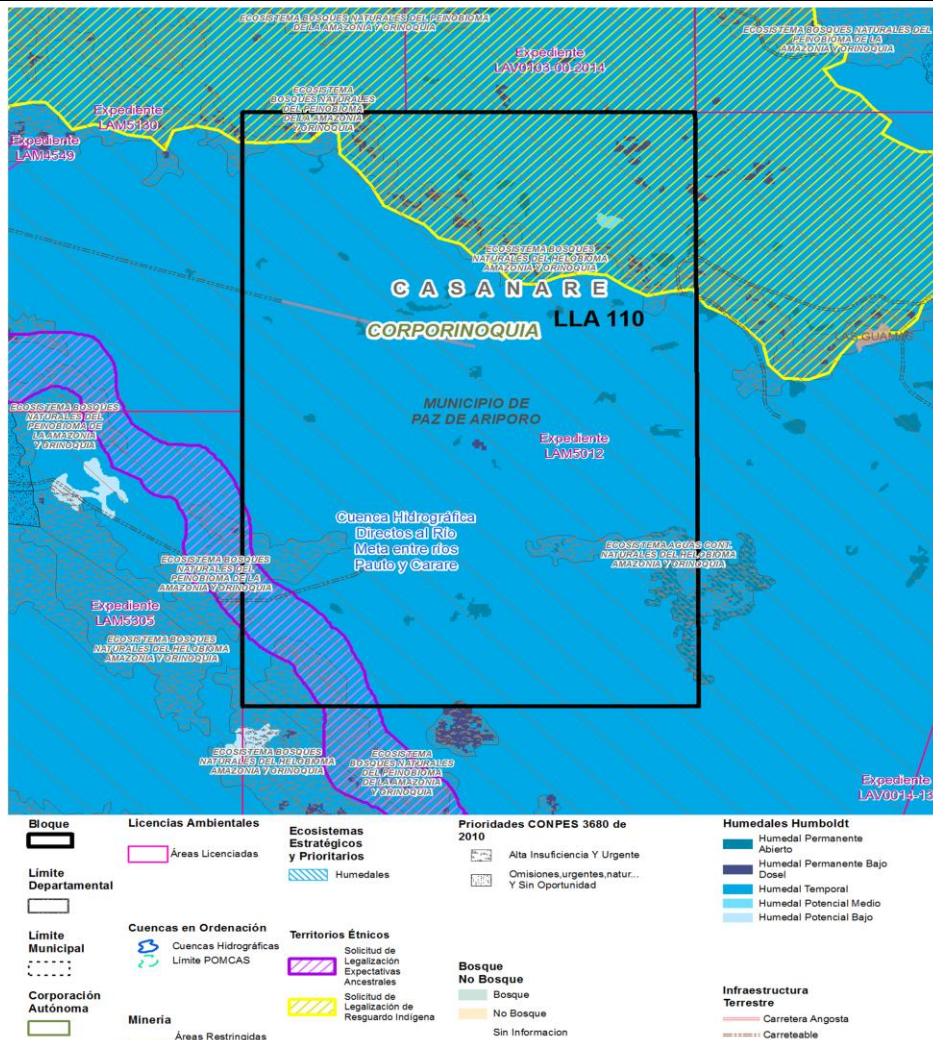 ECOSISTEMA BOSQUES NATURALES DEL PEINOBIOMA
DE LA AMAZONIA Y ORINOQUIA
ECOSISTEMA BOSQUES NATURALES DEL
PEINOBIOMA DE LA
AMAZONIA Y ORINOQUIA
Expediente
LAV0103-00-2014
ECOSISTEMA
BOSQUES NATURALES
DEL PEINOBIOMA
DE LA AMAZONIA
Y ORINOQUIA
Expediente
LAM5130
Expediente
LAM4549
ECOSISTEMA BOSQUES
NATURALES DEL HELOBIOMA
AMAZONIA Y ORINOQUIA
CASANARE
LLA 110
CORPORINOQUIA
GUAMAS
MUNICIPIO DE
PAZ DE ARIPORO
ECOSISTEMA BOSQUES
NATURALES DEL
PEINOBIOMA DE
LA AMAZONIA
Y ORINOQUIA
Expediente
LAM5012
Cuenca Hidrográfica
Directos al Río
Meta entre ríos
Pauto y Carare
ECOSISTEMA AGUAS CONT.
NATURALES DEL HELOBIOMA
AMAZONIA Y ORINOQUIA
ECOSISTEMA BOSQUES
NATURALES DEL
PEINOBIOMA DE LA
AMAZONIA Y ORINOQUIA
Expediente
LAM5305
ECOSISTEMA BOSQUES
NATURALES DEL HELOBIOMA
AMAZONIA Y ORINOQUIA
ECOSISTEMA BOSQUES
NATURALES DEL HELOBIOMA
AMAZONIA Y ORINOQUIA
ECOSISTEMA
BOSQUES NATURALES
DEL PEINOBIOMA
DE LA AMAZONIA
Y ORINOQUIA
Expediente
LAV0014-13
Bloque
Límite
Departamental
Límite
Municipal
Corporación
Autónoma
Licencias Ambientales
Áreas Licenciadas
Cuencas en Ordenación
Cuencas Hidrográficas
Límite POMCAS
Minería
Áreas Restringidas
Ecosistemas
Estratégicos
y Prioritarios
Humedales
Territorios Étnicos
Solicitud de
Legalización
Expectativas
Ancestrales
Solicitud de
Legalización de
Resguardo Indígena
Prioridades CONPES 3680 de
2010
Alta Insuficiencia Y Urgente
Omisiones,urgentes,natur...
Y Sin Oportunidad
Bosque
No Bosque
Bosque
No Bosque
Sin Informacion
Humedales Humboldt
Humedal Permanente
Abierto
Humedal Permanente Bajo
Dosel
Humedal Temporal
Humedal Potencial Medio
Humedal Potencial Bajo
Infraestructura
Terrestre
Carretera Angosta
Carreteable